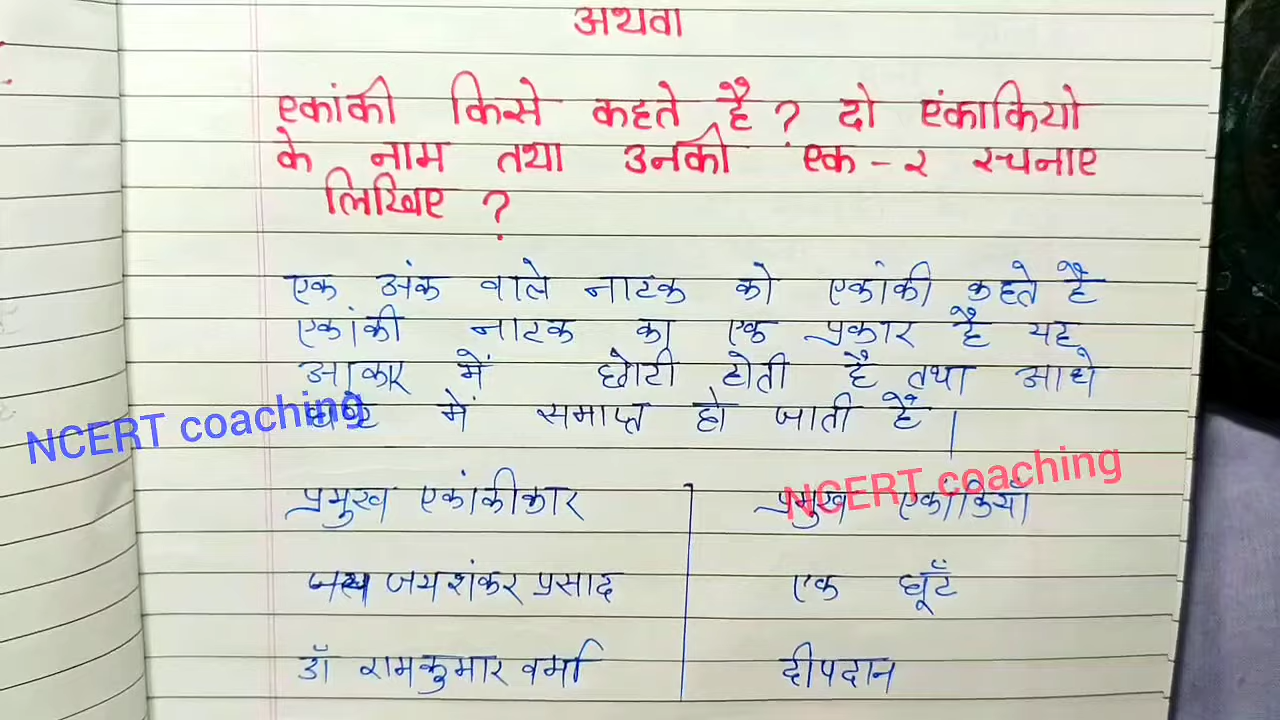 अथवा
एकांकी किसे कहते है ? दो एंकाकियो
के नाम तथा उनकी एक - २ रचनाए
लिखिए ?
एक अंक वाले नाटक को एकांकी कहते है
एकांकी नाटक का एक प्रकार है यह
आकार में छोटी होती है तथा आधे
में समाप्त हो जाती है।
NCERT coaching
NCERT coaching
प्रमुख एकांकीकार प्रमुख एकांकियाँ
जयशंकर प्रसाद एक घूँट
डॉ रामकुमार वर्मा दीपदान